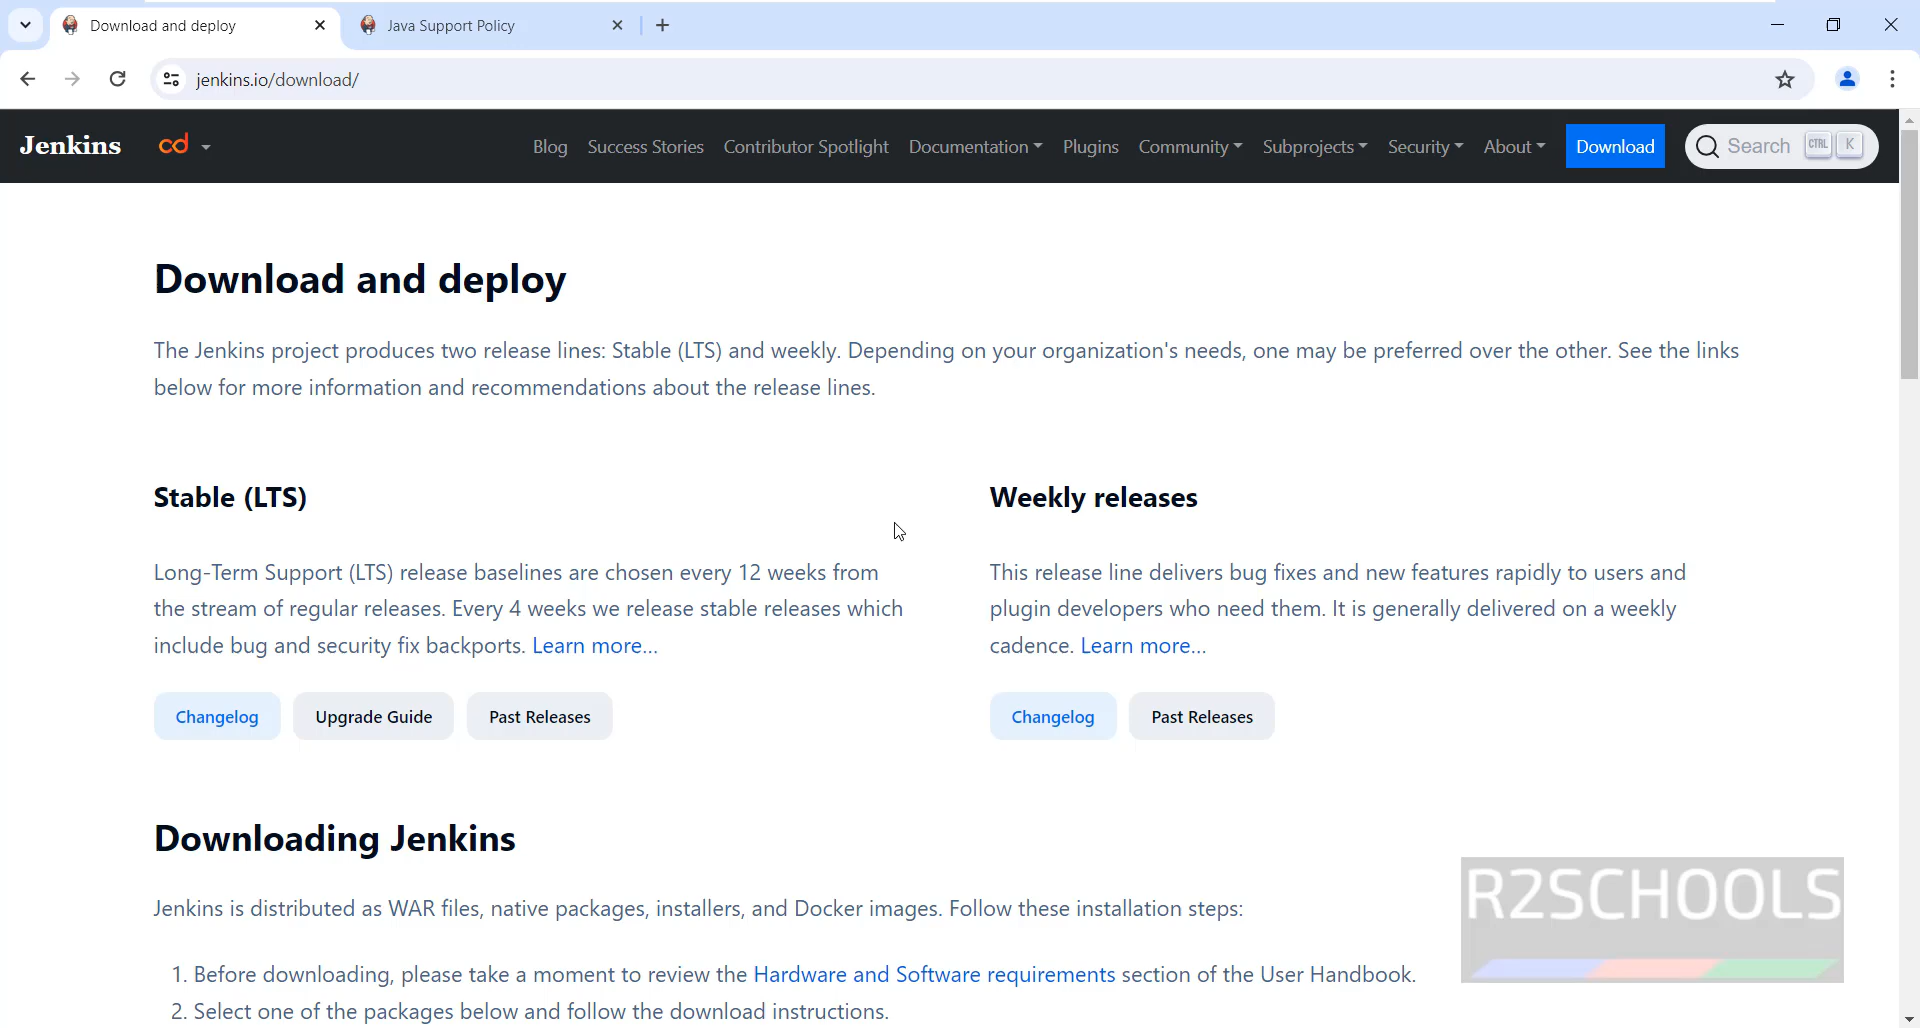 Download and deploy
Java Support Policy
jenkins.io/download/
Jenkins cd Blog Success Stories Contributor Spotlight Documentation Plugins Community Subprojects Security About Download Search CTRL K
Download and deploy
The Jenkins project produces two release lines: Stable (LTS) and weekly. Depending on your organization's needs, one may be preferred over the other. See the links
below for more information and recommendations about the release lines.
Stable (LTS)
Long-Term Support (LTS) release baselines are chosen every 12 weeks from
the stream of regular releases. Every 4 weeks we release stable releases which
include bug and security fix backports. Learn more...
Changelog Upgrade Guide Past Releases
Weekly releases
This release line delivers bug fixes and new features rapidly to users and
plugin developers who need them. It is generally delivered on a weekly
cadence. Learn more...
Changelog Past Releases
Downloading Jenkins
Jenkins is distributed as WAR files, native packages, installers, and Docker images. Follow these installation steps:
1. Before downloading, please take a moment to review the Hardware and Software requirements section of the User Handbook.
2. Select one of the packages below and follow the download instructions.
R2SCHOOLS